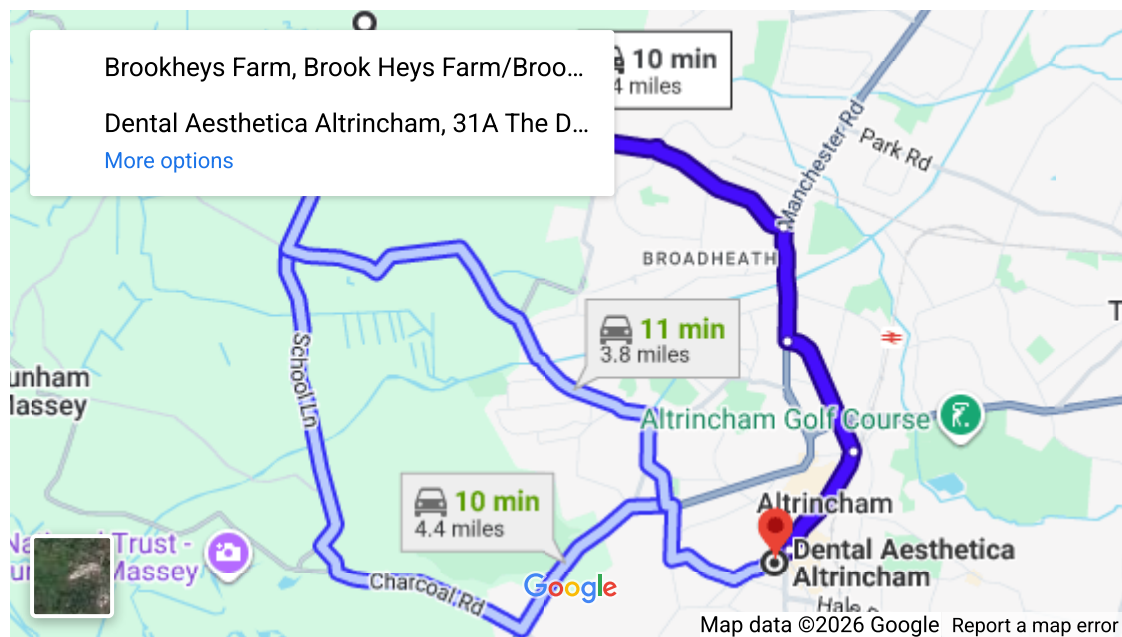 Brookheys Farm, Brook Heys Farm/Broo...
Dental Aesthetica Altrincham, 31A The D...
More options
10 min
4 miles
Manchester Rd
Park Rd
BROADHEATH
11 min
3.8 miles
School Ln
unham
Massey
Altrincham Golf Course
10 min
4.4 miles
Altrincham
Trust -
Massey
Dental Aesthetica
Altrincham
Charcoal Rd
Google
Hale
Map data ©2026 Google
Report a map error